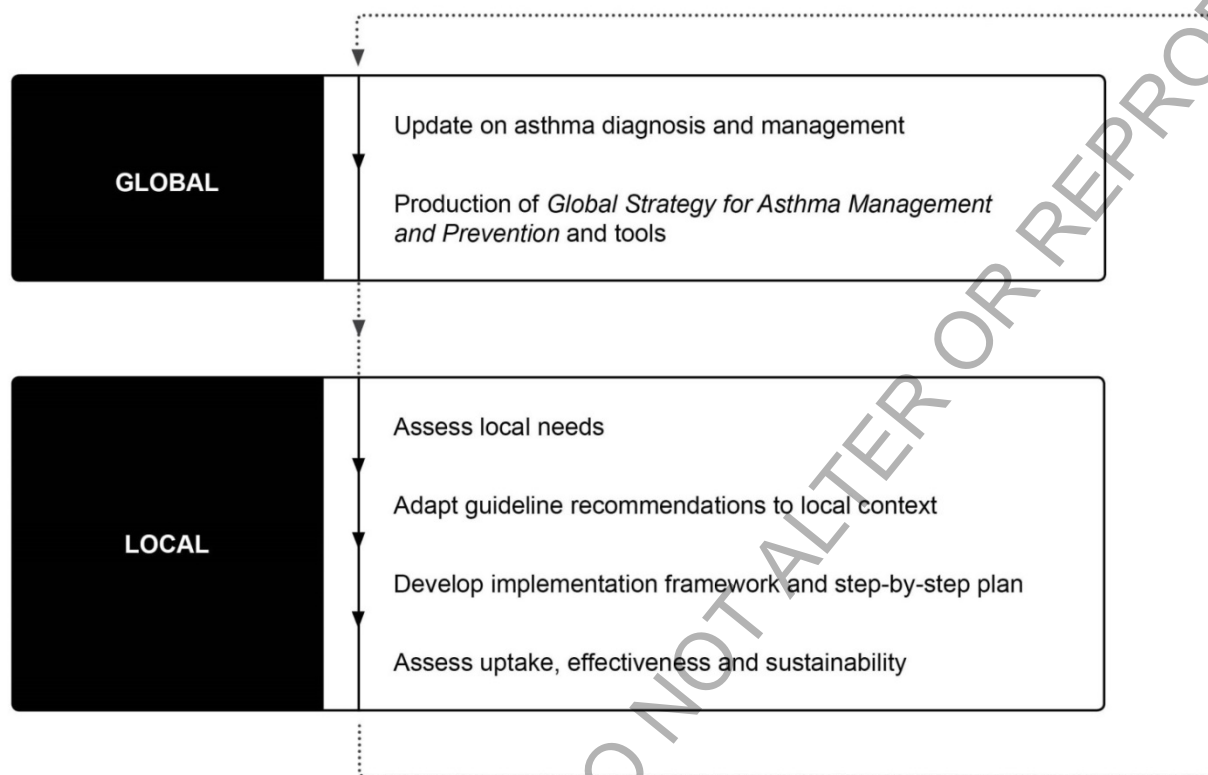 GLOBAL
Update on asthma diagnosis and management
Production of Global Strategy for Asthma Management
and Prevention and tools
LOCAL
Assess local needs
Adapt guideline recommendations to local context
Develop implementation framework and step-by-step plan
Assess uptake, effectiveness and sustainability
NOT ALTER OR